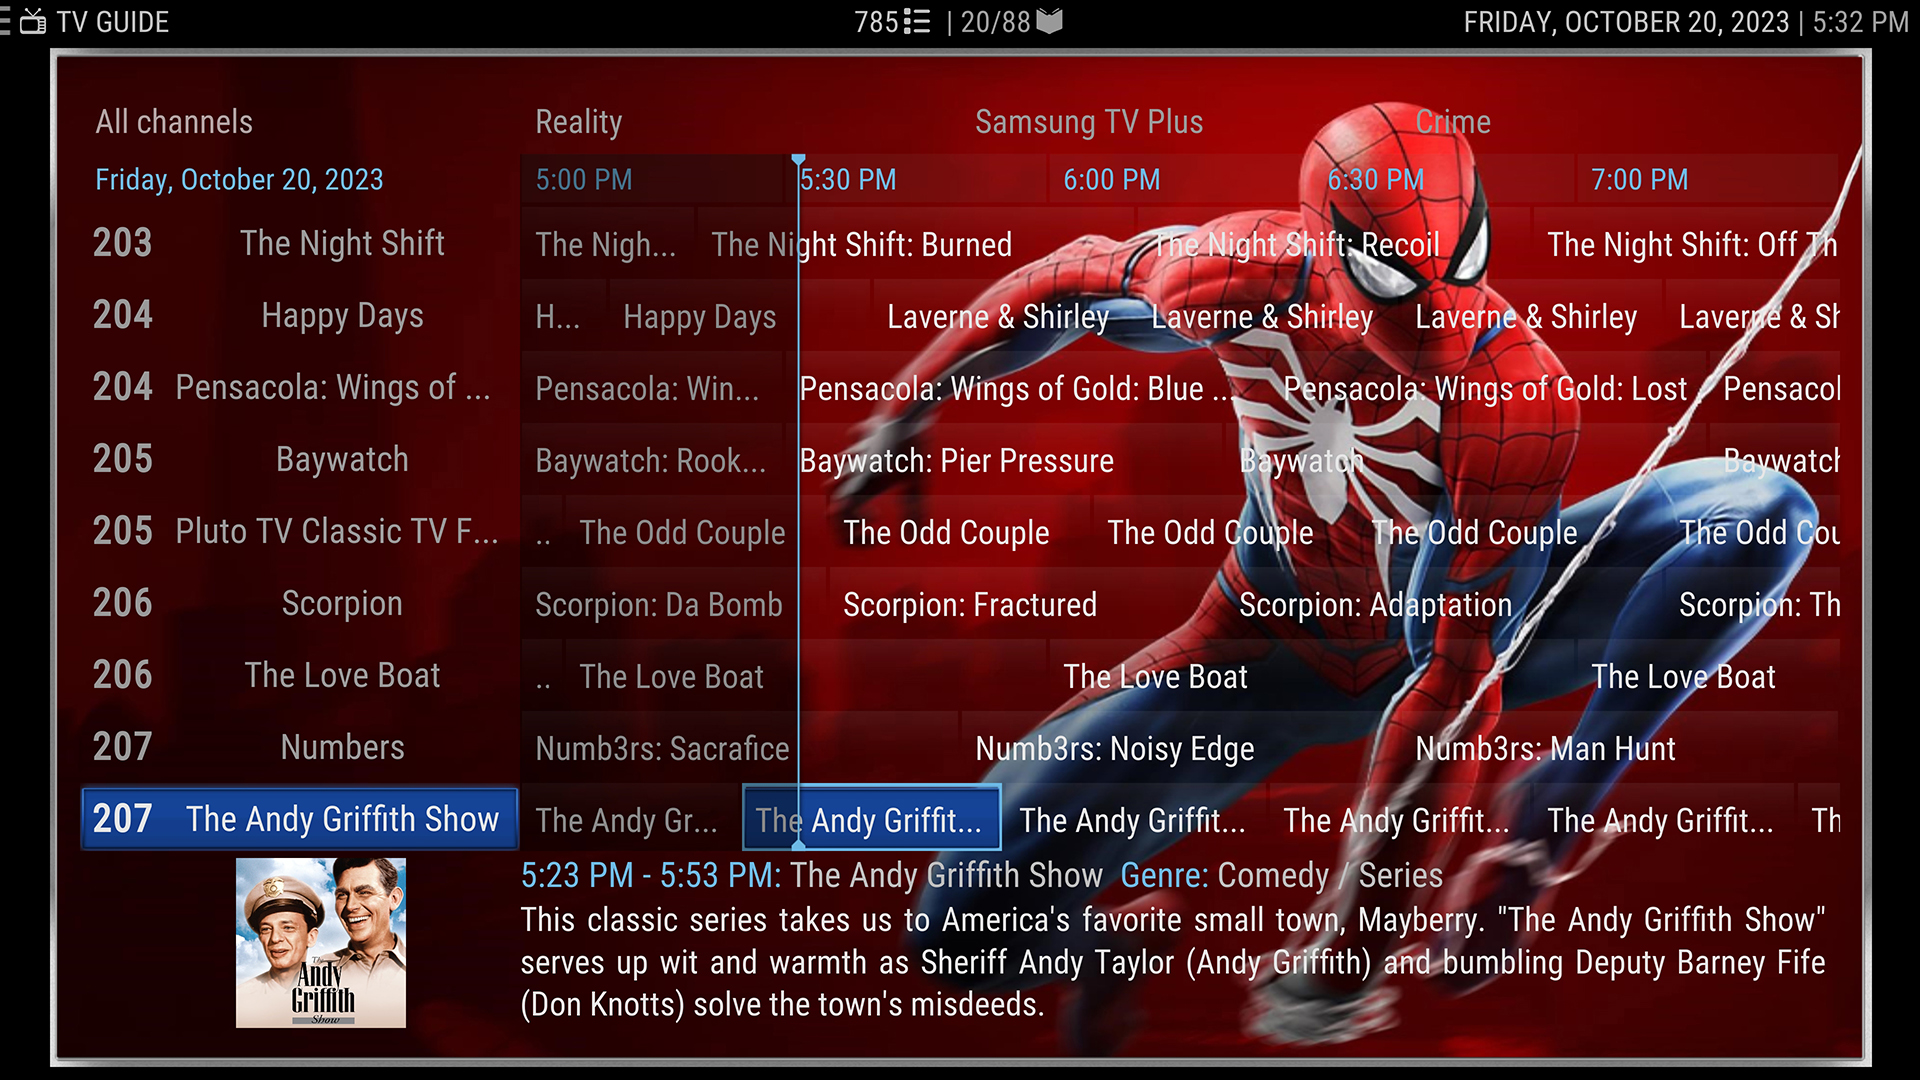 TV GUIDE 785 | 20/88 FRIDAY, OCTOBER 20, 2023 | 5:32 PM
All channels Reality Samsung TV Plus Crime
Friday, October 20, 2023 5:00 PM 5:30 PM 6:00 PM 6:30 PM 7:00 PM
203 The Night Shift The Nigh... The Night Shift: Burned The Night Shift: Recoil The Night Shift: Off Th
204 Happy Days H... Happy Days Laverne & Shirley Laverne & Shirley Laverne & Shirley Laverne & Sh
204 Pensacola: Wings of ... Pensacola: Win... Pensacola: Wings of Gold: Blue ... Pensacola: Wings of Gold: Lost ... Pensacol
205 Baywatch Baywatch: Rook... Baywatch: Pier Pressure Baywatch Baywatch
205 Pluto TV Classic TV F... .. The Odd Couple The Odd Couple The Odd Couple The Odd Couple The Odd Cou
206 Scorpion Scorpion: Da Bomb Scorpion: Fractured Scorpion: Adaptation Scorpion: Th
206 The Love Boat .. The Love Boat The Love Boat The Love Boat
207 Numbers Numb3rs: Sacrafice Numb3rs: Noisy Edge Numb3rs: Man Hunt
207 The Andy Griffith Show The Andy Gr... The Andy Griffit... The Andy Griffit... The Andy Griffit... The Andy Griffit... Th
The Andy Griffith Show
5:23 PM - 5:53 PM: The Andy Griffith Show Genre: Comedy / Series
This classic series takes us to America's favorite small town, Mayberry. "The Andy Griffith Show"
serves up wit and warmth as Sheriff Andy Taylor (Andy Griffith) and bumbling Deputy Barney Fife
(Don Knotts) solve the town's misdeeds.